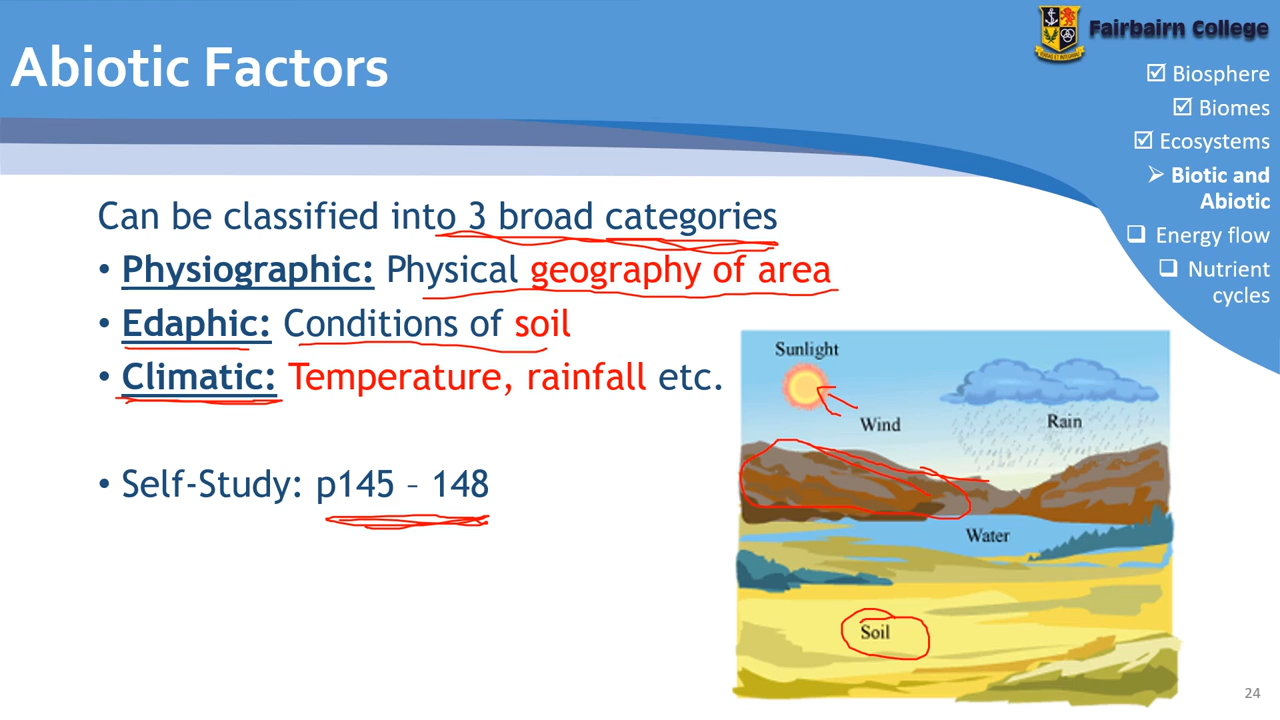 Abiotic Factors
Fairbairn College
☑ Biosphere
☑ Biomes
☑ Ecosystems
➢ Biotic and
Abiotic
❑ Energy flow
❑ Nutrient
cycles
Can be classified into 3 broad categories
• Physiographic: Physical geography of area
• Edaphic: Conditions of soil
• Climatic: Temperature, rainfall etc.
• Self-Study: p145 – 148
Sunlight
Wind
Rain
Water
Soil
24